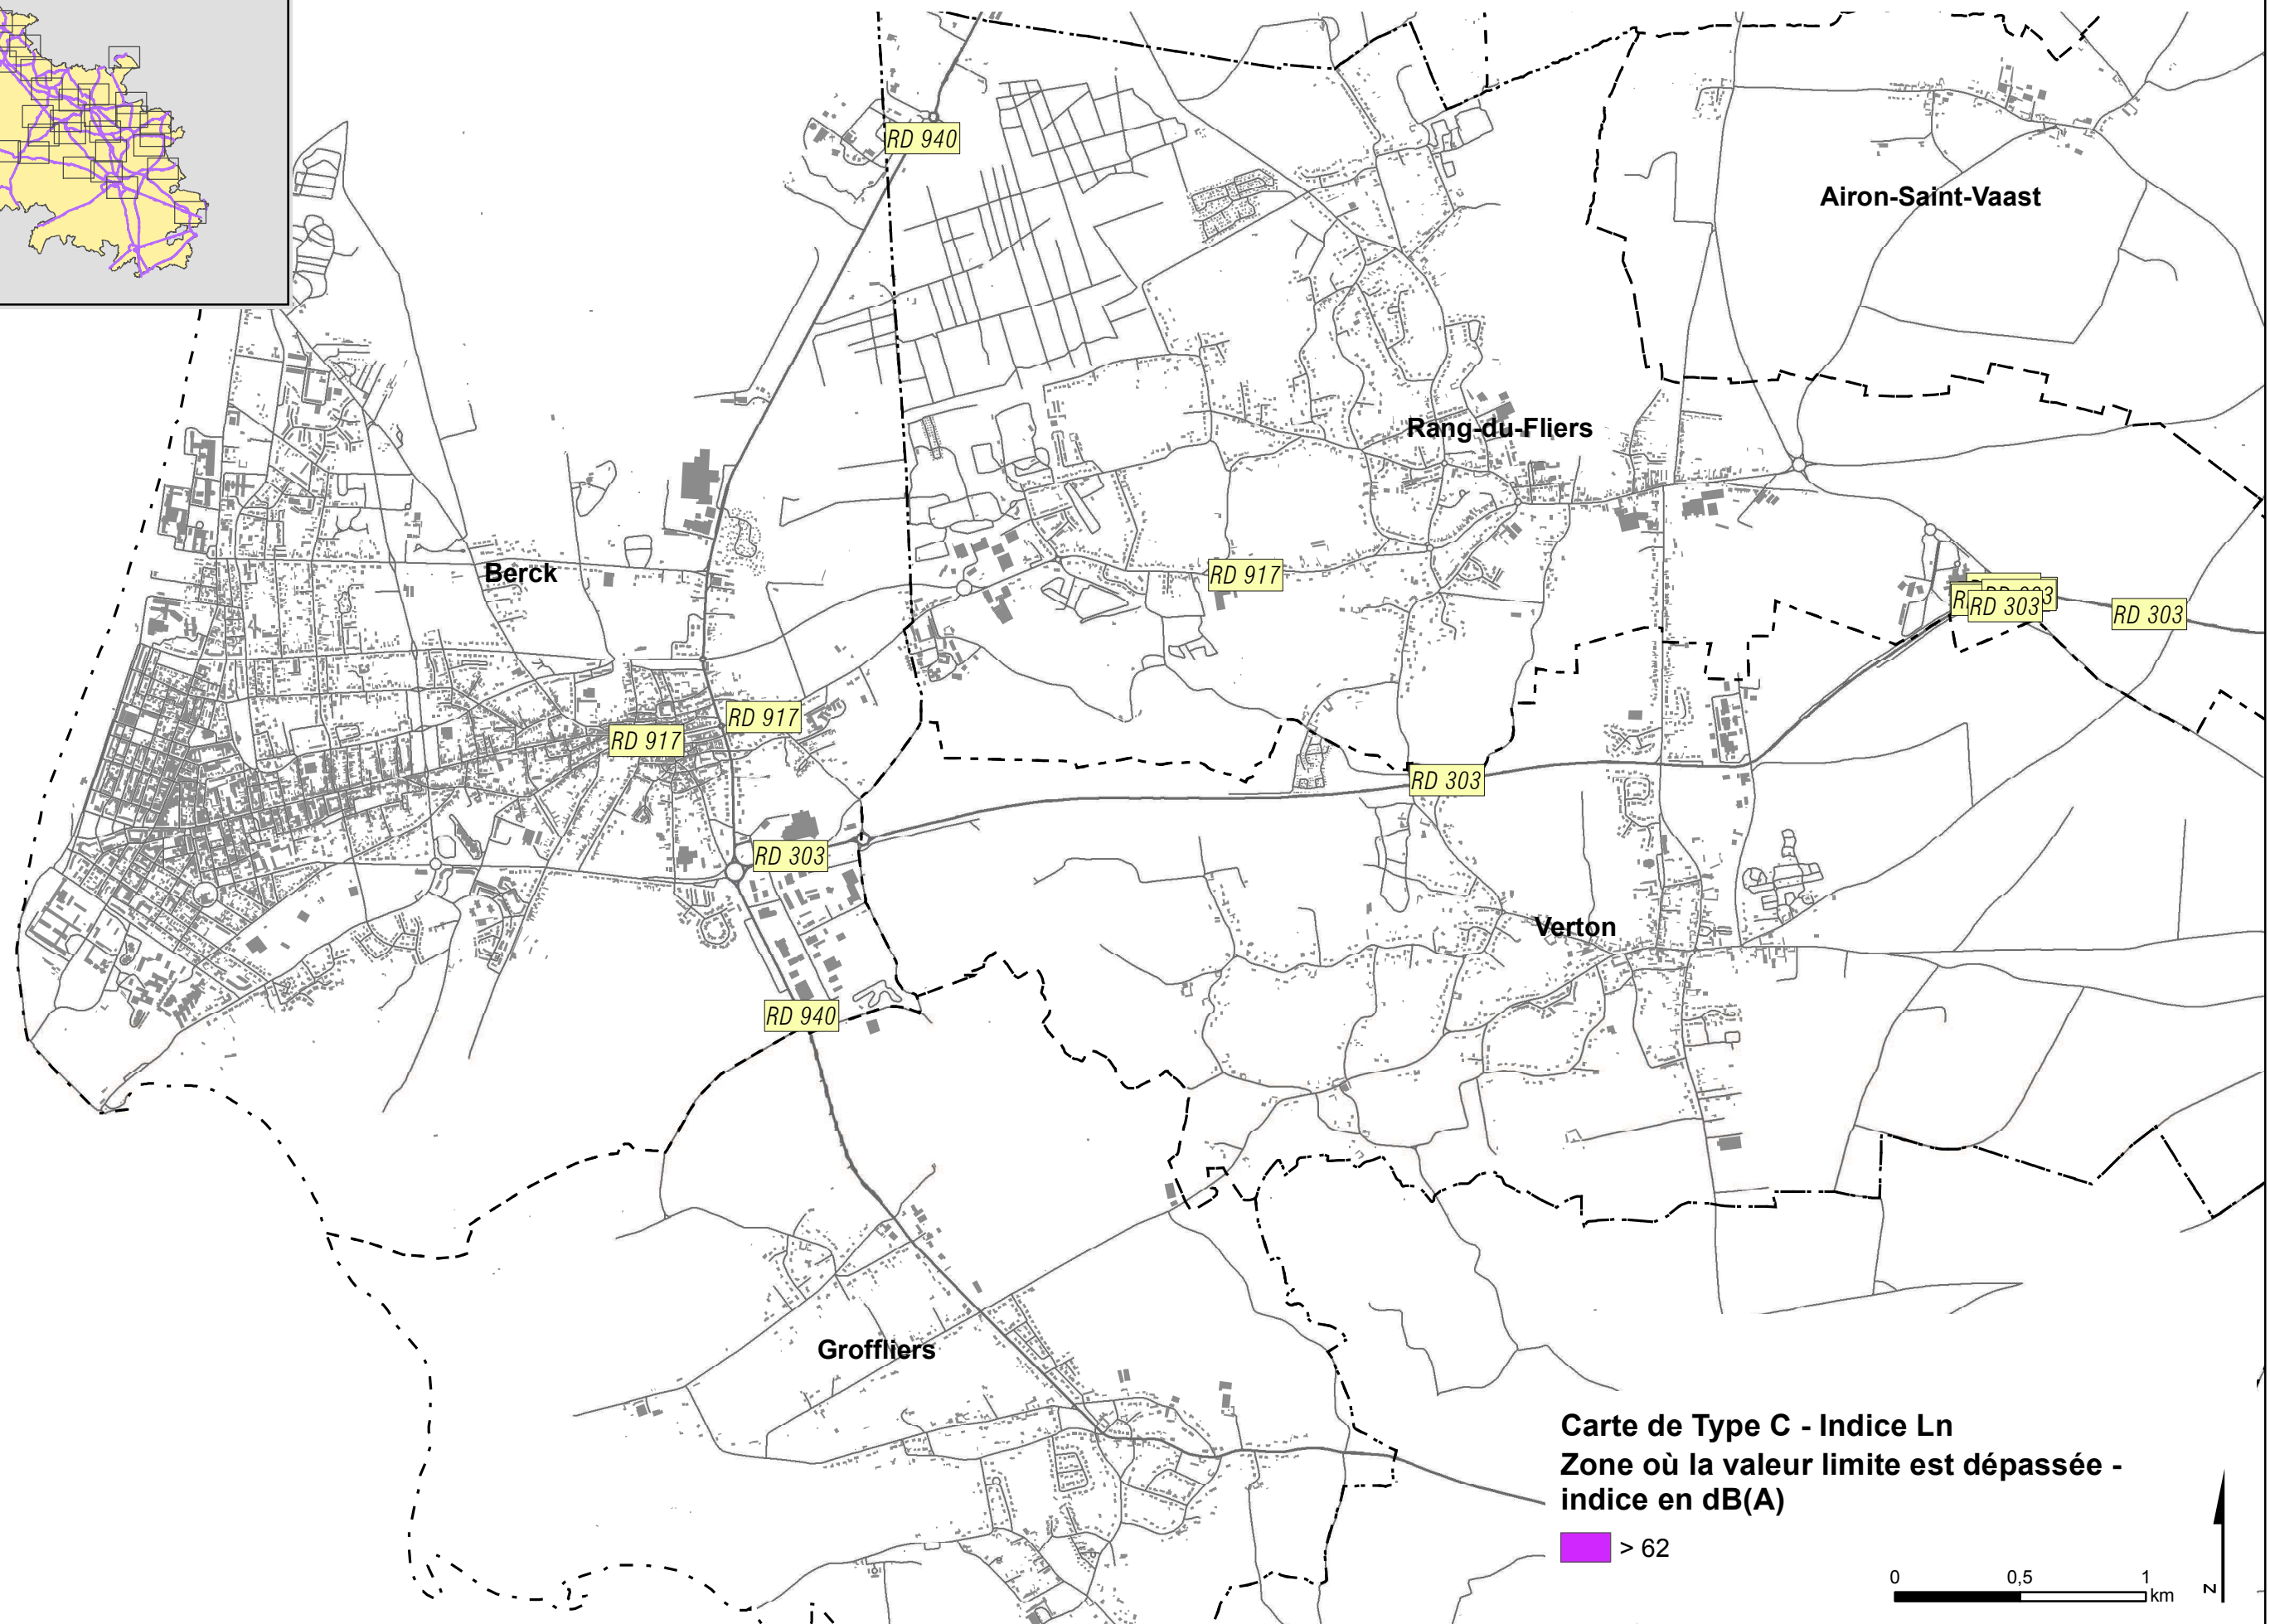 RD 940
Airon-Saint-Vaast
Rang-du-Fliers
Berck
RD 917
RD 303
RD 303
RD 917
RD 917
RD 303
RD 303
Verton
RD 940
Groffliers
Carte de Type C - Indice Ln
Zone où la valeur limite est dépassée -
indice en dB(A)
> 62
0 0,5 1
km
N